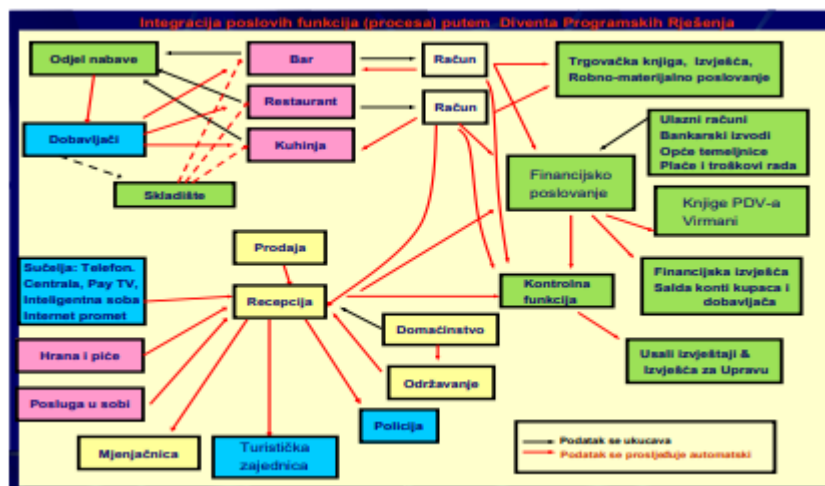 Integracija poslovih funkcija (procesa) putem Diventa Programskih Rješenja
Odjel nabave
Bar
Račun
Trgovačka knjiga, Izvješća,
Robno-materijalno poslovanje
Restaurant
Račun
Dobavljači
Kuhinja
Ulazni računi
Bankarski izvodi
Opće temeljnice
Plaće i troškovi rada
Skladište
Financijsko
poslovanje
Knjige PDV-a
Virmani
Prodaja
Sučelja: Telefon.
Centrala, Pay TV,
Inteligentna soba
Internet promet
Recepcija
Kontrolna
funkcija
Financijska izvješća
Salda konti kupaca i
dobavljača
Domaćinstvo
Hrana i piće
Održavanje
Usali izvještaji &
Izvješća za Upravu
Posluga u sobi
Policija
Mjenjačnica
Turistička
zajednica
Podatak se ukucava
Podatak se prosljeđuje automatski